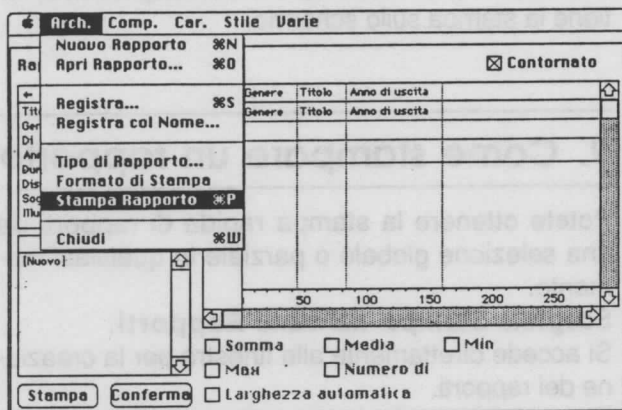 Arch. Comp. Car. Stile Varie
Nuovo Rapporto ⌘N
Apri Rapporto... ⌘O
Registra... ⌘S
Registra col Nome...
Tipo di Rapporto...
Formato di Stampa
Stampa Rapporto ⌘P
Chiudi ⌘W
Contornato
Genere Titolo Anno di uscita
Genere Titolo Anno di uscita
(Nuovo)
50 100 150 200 250
Somma Media Min
Max Numero di
Larghezza automatica
Stampa Conferma